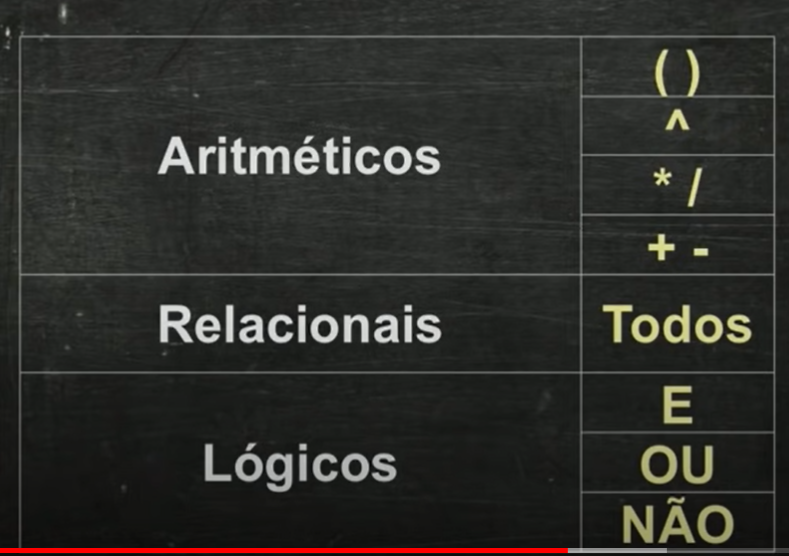 Aritméticos
( )
^
* /
+ -
Relacionais
Todos
Lógicos
E
OU
NÃO